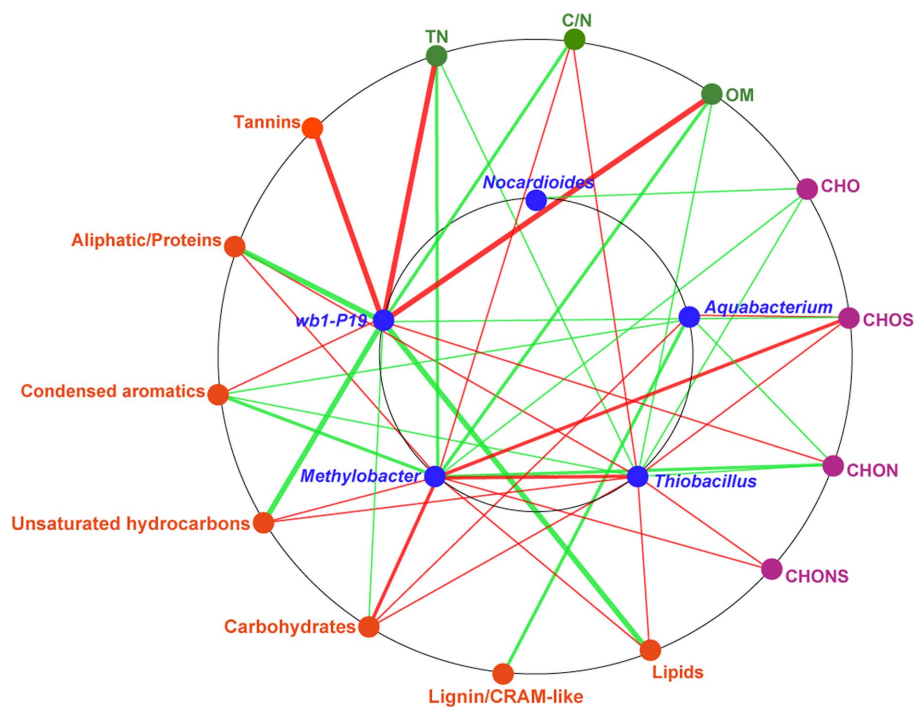 C/N
TN
OM
Tannins
Nocardioides
CHO
Aliphatic/Proteins
Aquabacterium
CHOS
wb1-P19
Condensed aromatics
CHON
Methylobacter
Thiobacillus
Unsaturated hydrocarbons
CHONS
Carbohydrates
Lipids
Lignin/CRAM-like